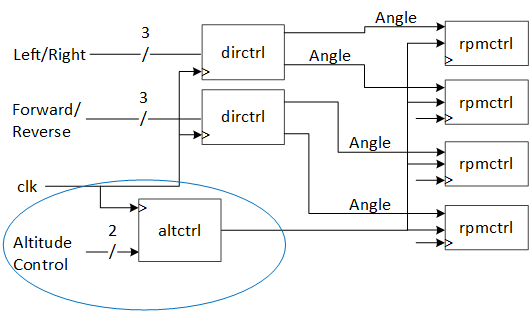 Angle
3
Left/Right
dirctrl
rpmctrl
Angle
3
Forward/
Reverse
dirctrl
rpmctrl
Angle
rpmctrl
clk
Angle
altctrl
rpmctrl
2
Altitude
Control